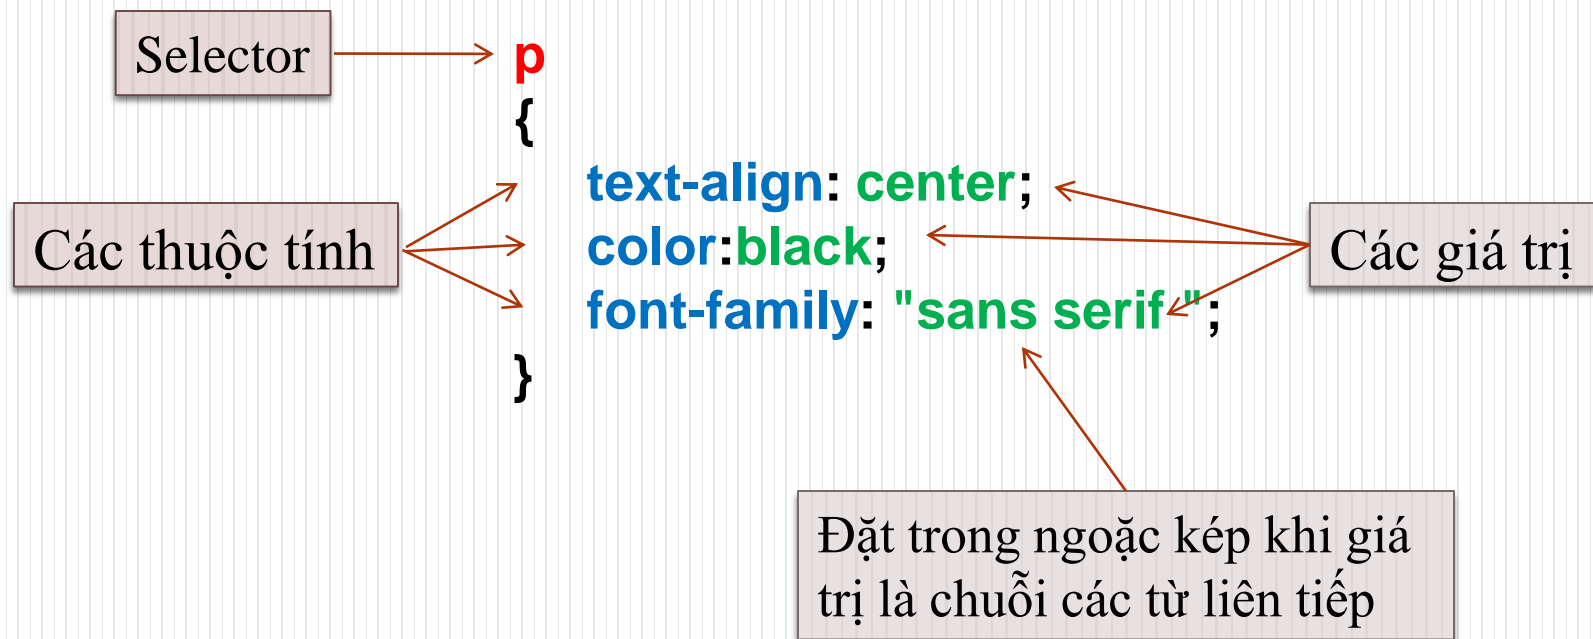 Selector
p
{
text-align: center;
Các thuộc tính
color:black;
Các giá trị
font-family: "sans serif ";
}
Đặt trong ngoặc kép khi giá
trị là chuỗi các từ liên tiếp